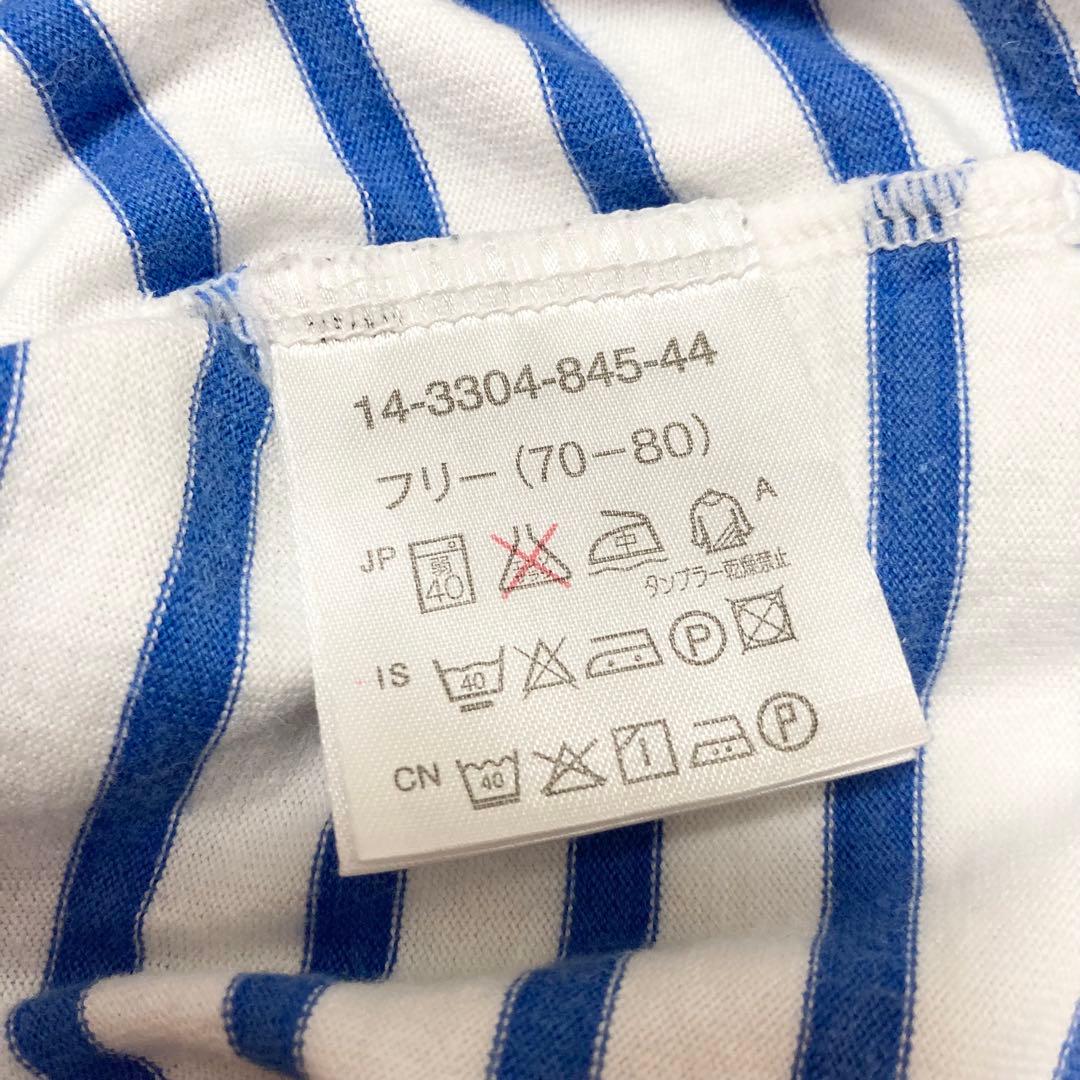 14-3304-845-44
フリー(70-80)
JP 40 中 A
タンブラー乾燥禁止
IS 40 P
CN 40 P